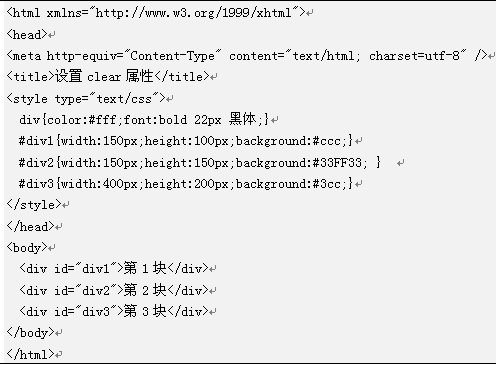 <html xmlns="http://www.w3.org/1999/xhtml">↵
<head>↵
<meta http-equiv="Content-Type" content="text/html; charset=utf-8" />↵
<title>设置 clear 属性</title>↵
<style type="text/css">↵
  div{color:#fff;font:bold 22px 黑体;}↵
  #div1{width:150px;height:100px;background:#ccc;}↵
  #div2{width:150px;height:150px;background:#33FF33; }  ↵
  #div3{width:400px;height:200px;background:#3cc;}↵
</style>↵
</head>↵
<body>↵
  <div id="div1">第 1 块</div>↵
  <div id="div2">第 2 块</div>↵
  <div id="div3">第 3 块</div>↵
</body>↵
</html>↵